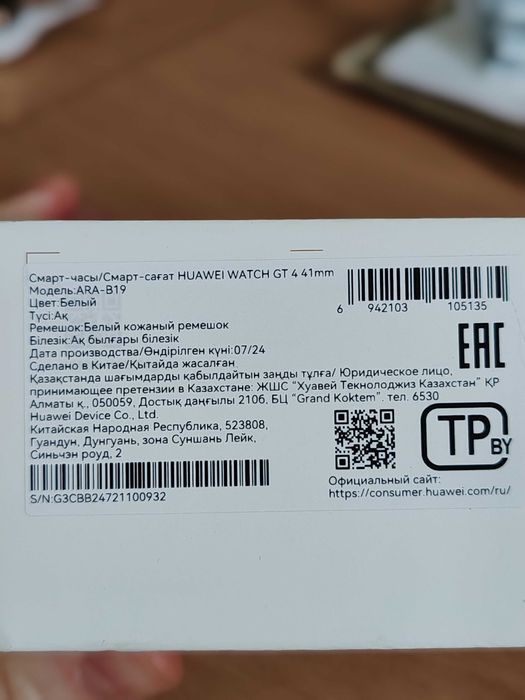 Смарт-часы/Смарт-сағат HUAWEI WATCH GT 4 41mm
Модель:ARA-B19
Цвет:Белый
Түсі:Ақ
Ремешок:Белый кожаный ремешок
Білезік:Ақ былғары білезік
Дата производства/Өндірілген күні:07/24
Сделано в Китае/Қытайда жасалған
Қазақстанда шағымдарды қабылдайтын заңды тұлға/ Юридическое лицо,
принимающее претензии в Казахстане: ЖШС "Хуавей Текнолоджиз Казахстан" ҚР
Алматы қ., 050059, Достық даңғылы 210б, БЦ "Grand Koktem". тел. 6530
Huawei Device Co., Ltd.
Китайская Народная Республика, 523808,
Гуандун, Дунгуань, зона Суншань Лейк,
Синьчэн роуд, 2
S/N:G3CBB24721100932
6 942103 105135
EAC
TP BY
Официальный сайт:
https://consumer.huawei.com/ru/